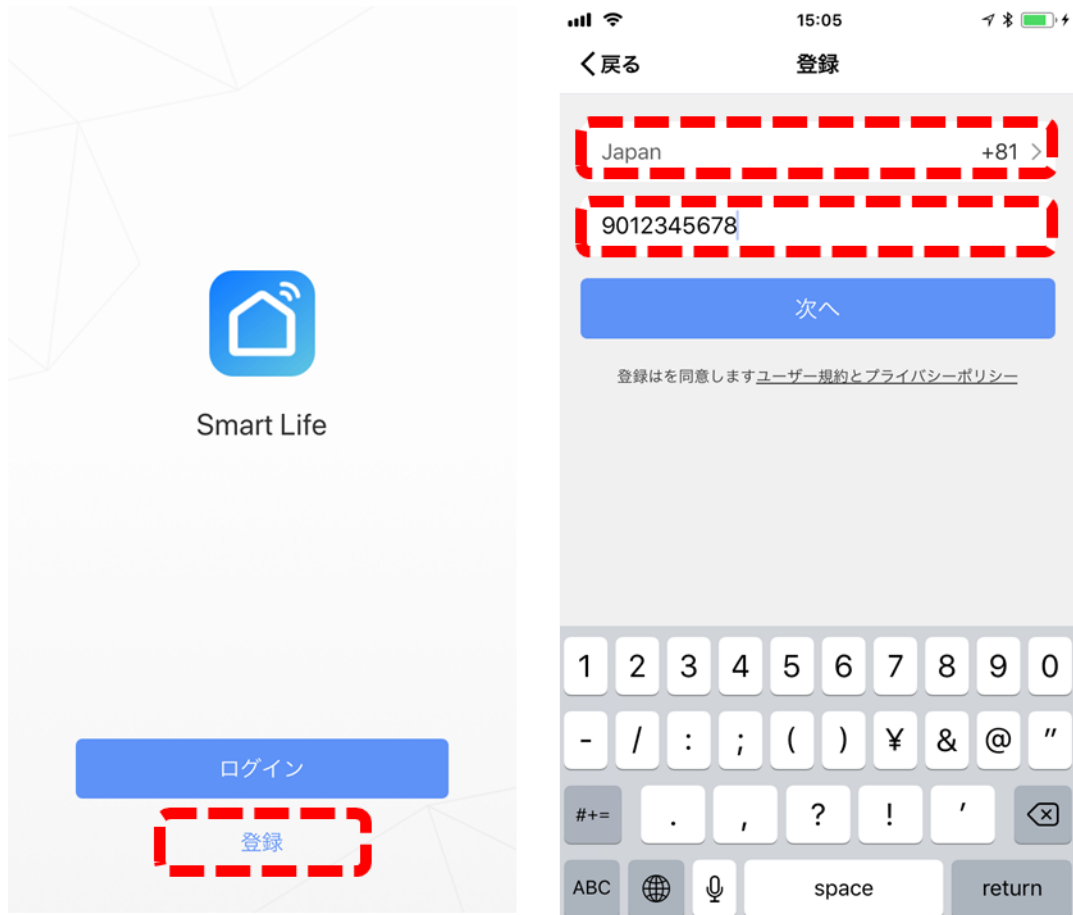 Smart Life
ログイン
登録
15:05
戻る
登録
Japan +81
9012345678
次へ
登録はを同意しますユーザー規約とプライバシーポリシー
1 2 3 4 5 6 7 8 9 0
- / : ; ( ) ¥ & @ "
#+= . , ? ! ′
ABC space return